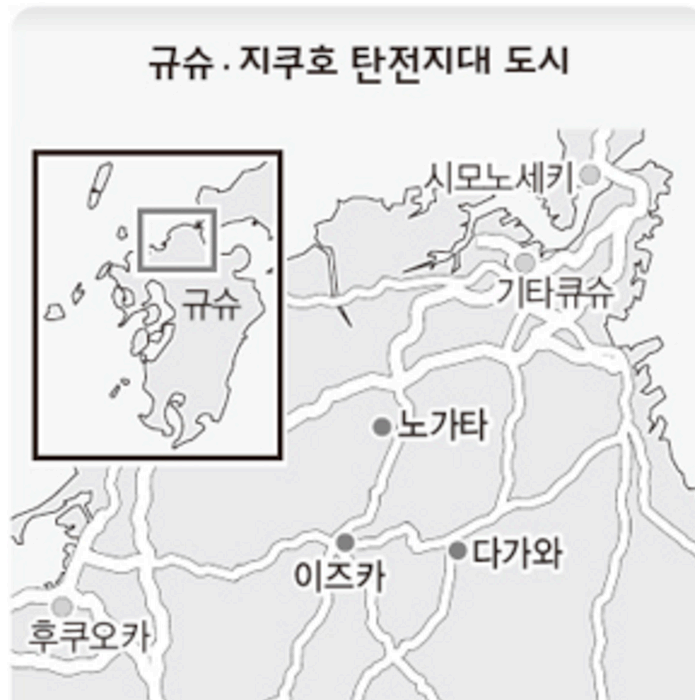 규슈·지쿠호 탄전지대 도시
시모노세키
규슈
기타큐슈
노가타
다가와
이즈카
후쿠오카